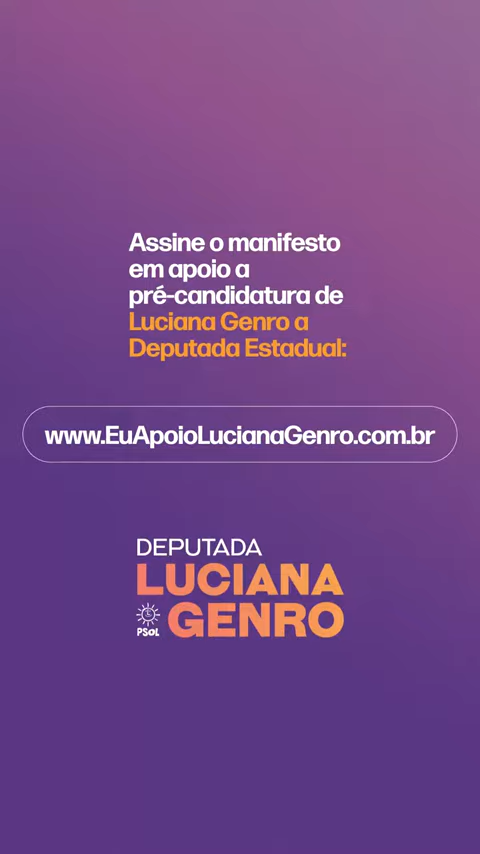 Assine o manifesto
em apoio a
pré-candidatura de
Luciana Genro a
Deputada Estadual:
www.EuApoioLucianaGenro.com.br
DEPUTADA
LUCIANA
PSOL GENRO